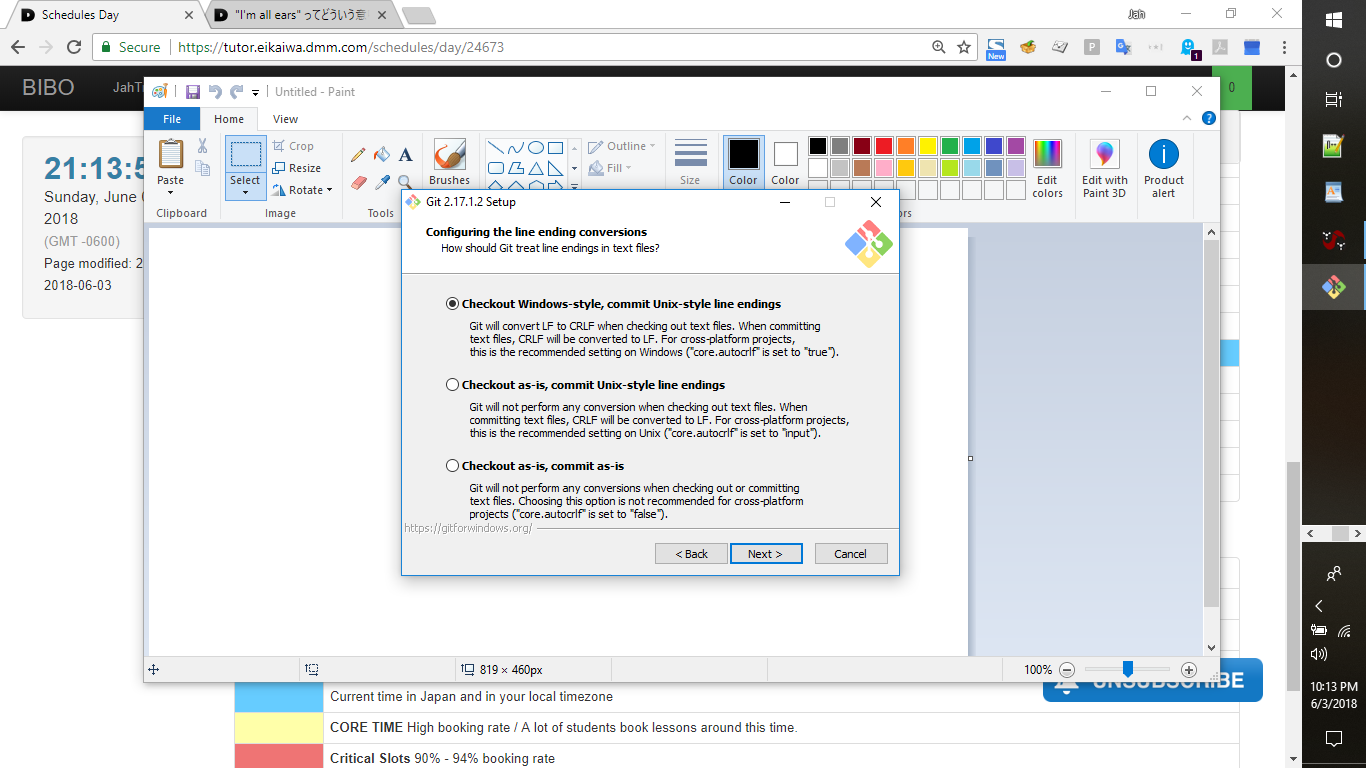 Schedules Day
"I'm all ears" ってどういう意
Jah
Secure
https://tutor.eikaiwa.dmm.com/schedules/day/24673
New
1
BIBO
JahTi
0
21:13:5
Sunday, June
2018
(GMT -0600)
Page modified: 2
2018-06-03
Untitled - Paint
File
Home
View
Paste
Clipboard
Select
Crop
Resize
Rotate
Image
A
Tools
Brushes
Outline
Fill
Size
Color
Color
Edit
colors
Edit with
Paint 3D
Product
alert
ors
Git 2.17.1.2 Setup
Configuring the line ending conversions
How should Git treat line endings in text files?
Checkout Windows-style, commit Unix-style line endings
Git will convert LF to CRLF when checking out text files. When committing
text files, CRLF will be converted to LF. For cross-platform projects,
this is the recommended setting on Windows ("core.autocrlf" is set to "true").
Checkout as-is, commit Unix-style line endings
Git will not perform any conversion when checking out text files. When
committing text files, CRLF will be converted to LF. For cross-platform projects,
this is the recommended setting on Unix ("core.autocrlf" is set to "input").
Checkout as-is, commit as-is
Git will not perform any conversions when checking out or committing
text files. Choosing this option is not recommended for cross-platform
projects ("core.autocrlf" is set to "false").
https://gitforwindows.org/
< Back
Next >
Cancel
819 × 460px
100%
UNSUBSCRIBE
Current time in Japan and in your local timezone
CORE TIME High booking rate / A lot of students book lessons around this time.
Critical Slots 90% - 94% booking rate
10:13 PM
6/3/2018